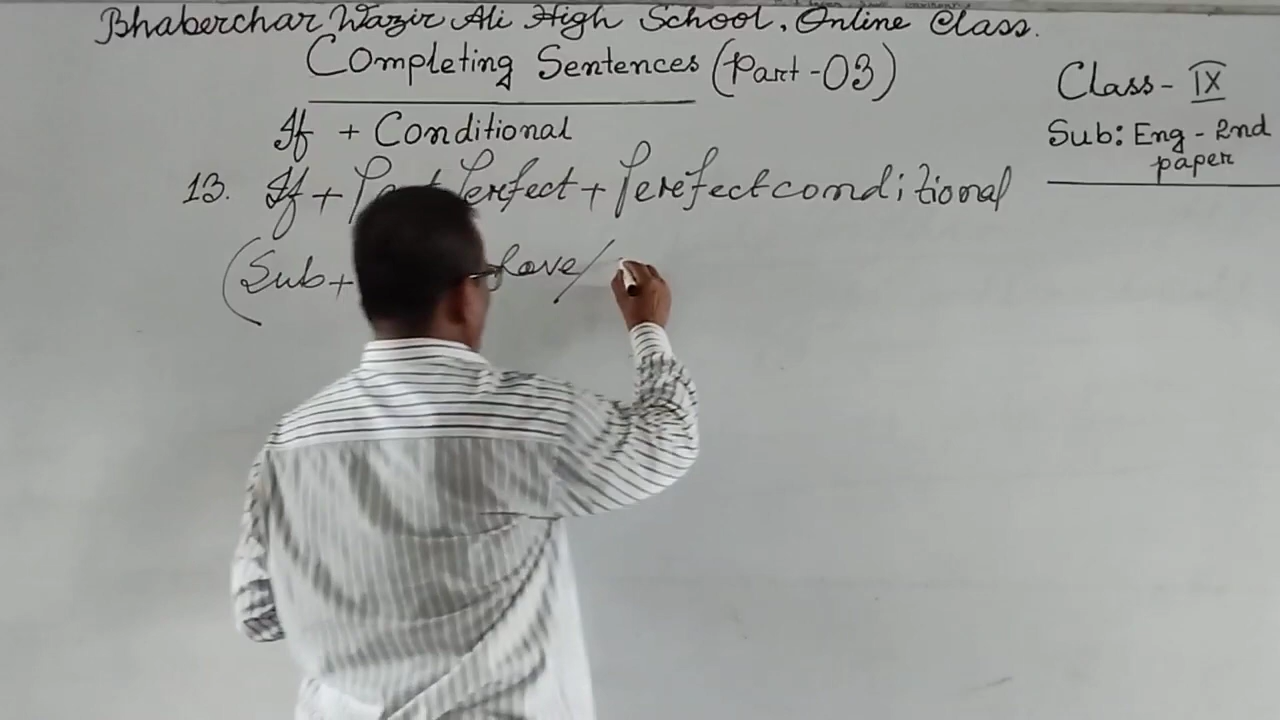 Bhaberchar Wazir Ali High School, Online Class.
Completing Sentences (Part-03)
Class - IX
Sub: Eng - 2nd
paper
If + Conditional
13. If + Perfect + Perefect conditional
(Sub + have/